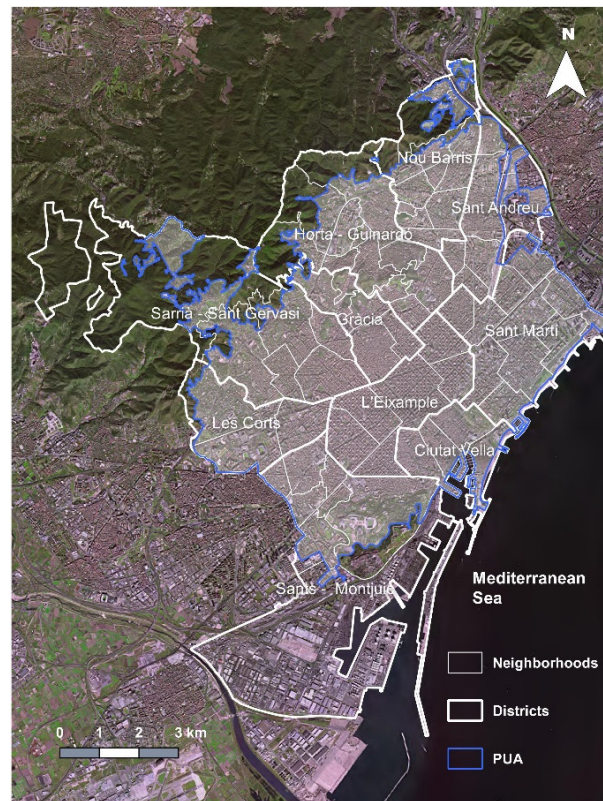 N
Nou Barris
Sant Andreu
Horta - Guinardó
Sarrià - Sant Gervasi
Gràcia
Sant Martí
L'Eixample
Les Corts
Ciutat Vella
Sants - Montjuïc
Mediterranean
Sea
Neighborhoods
Districts
PUA
0 1 2 3 km